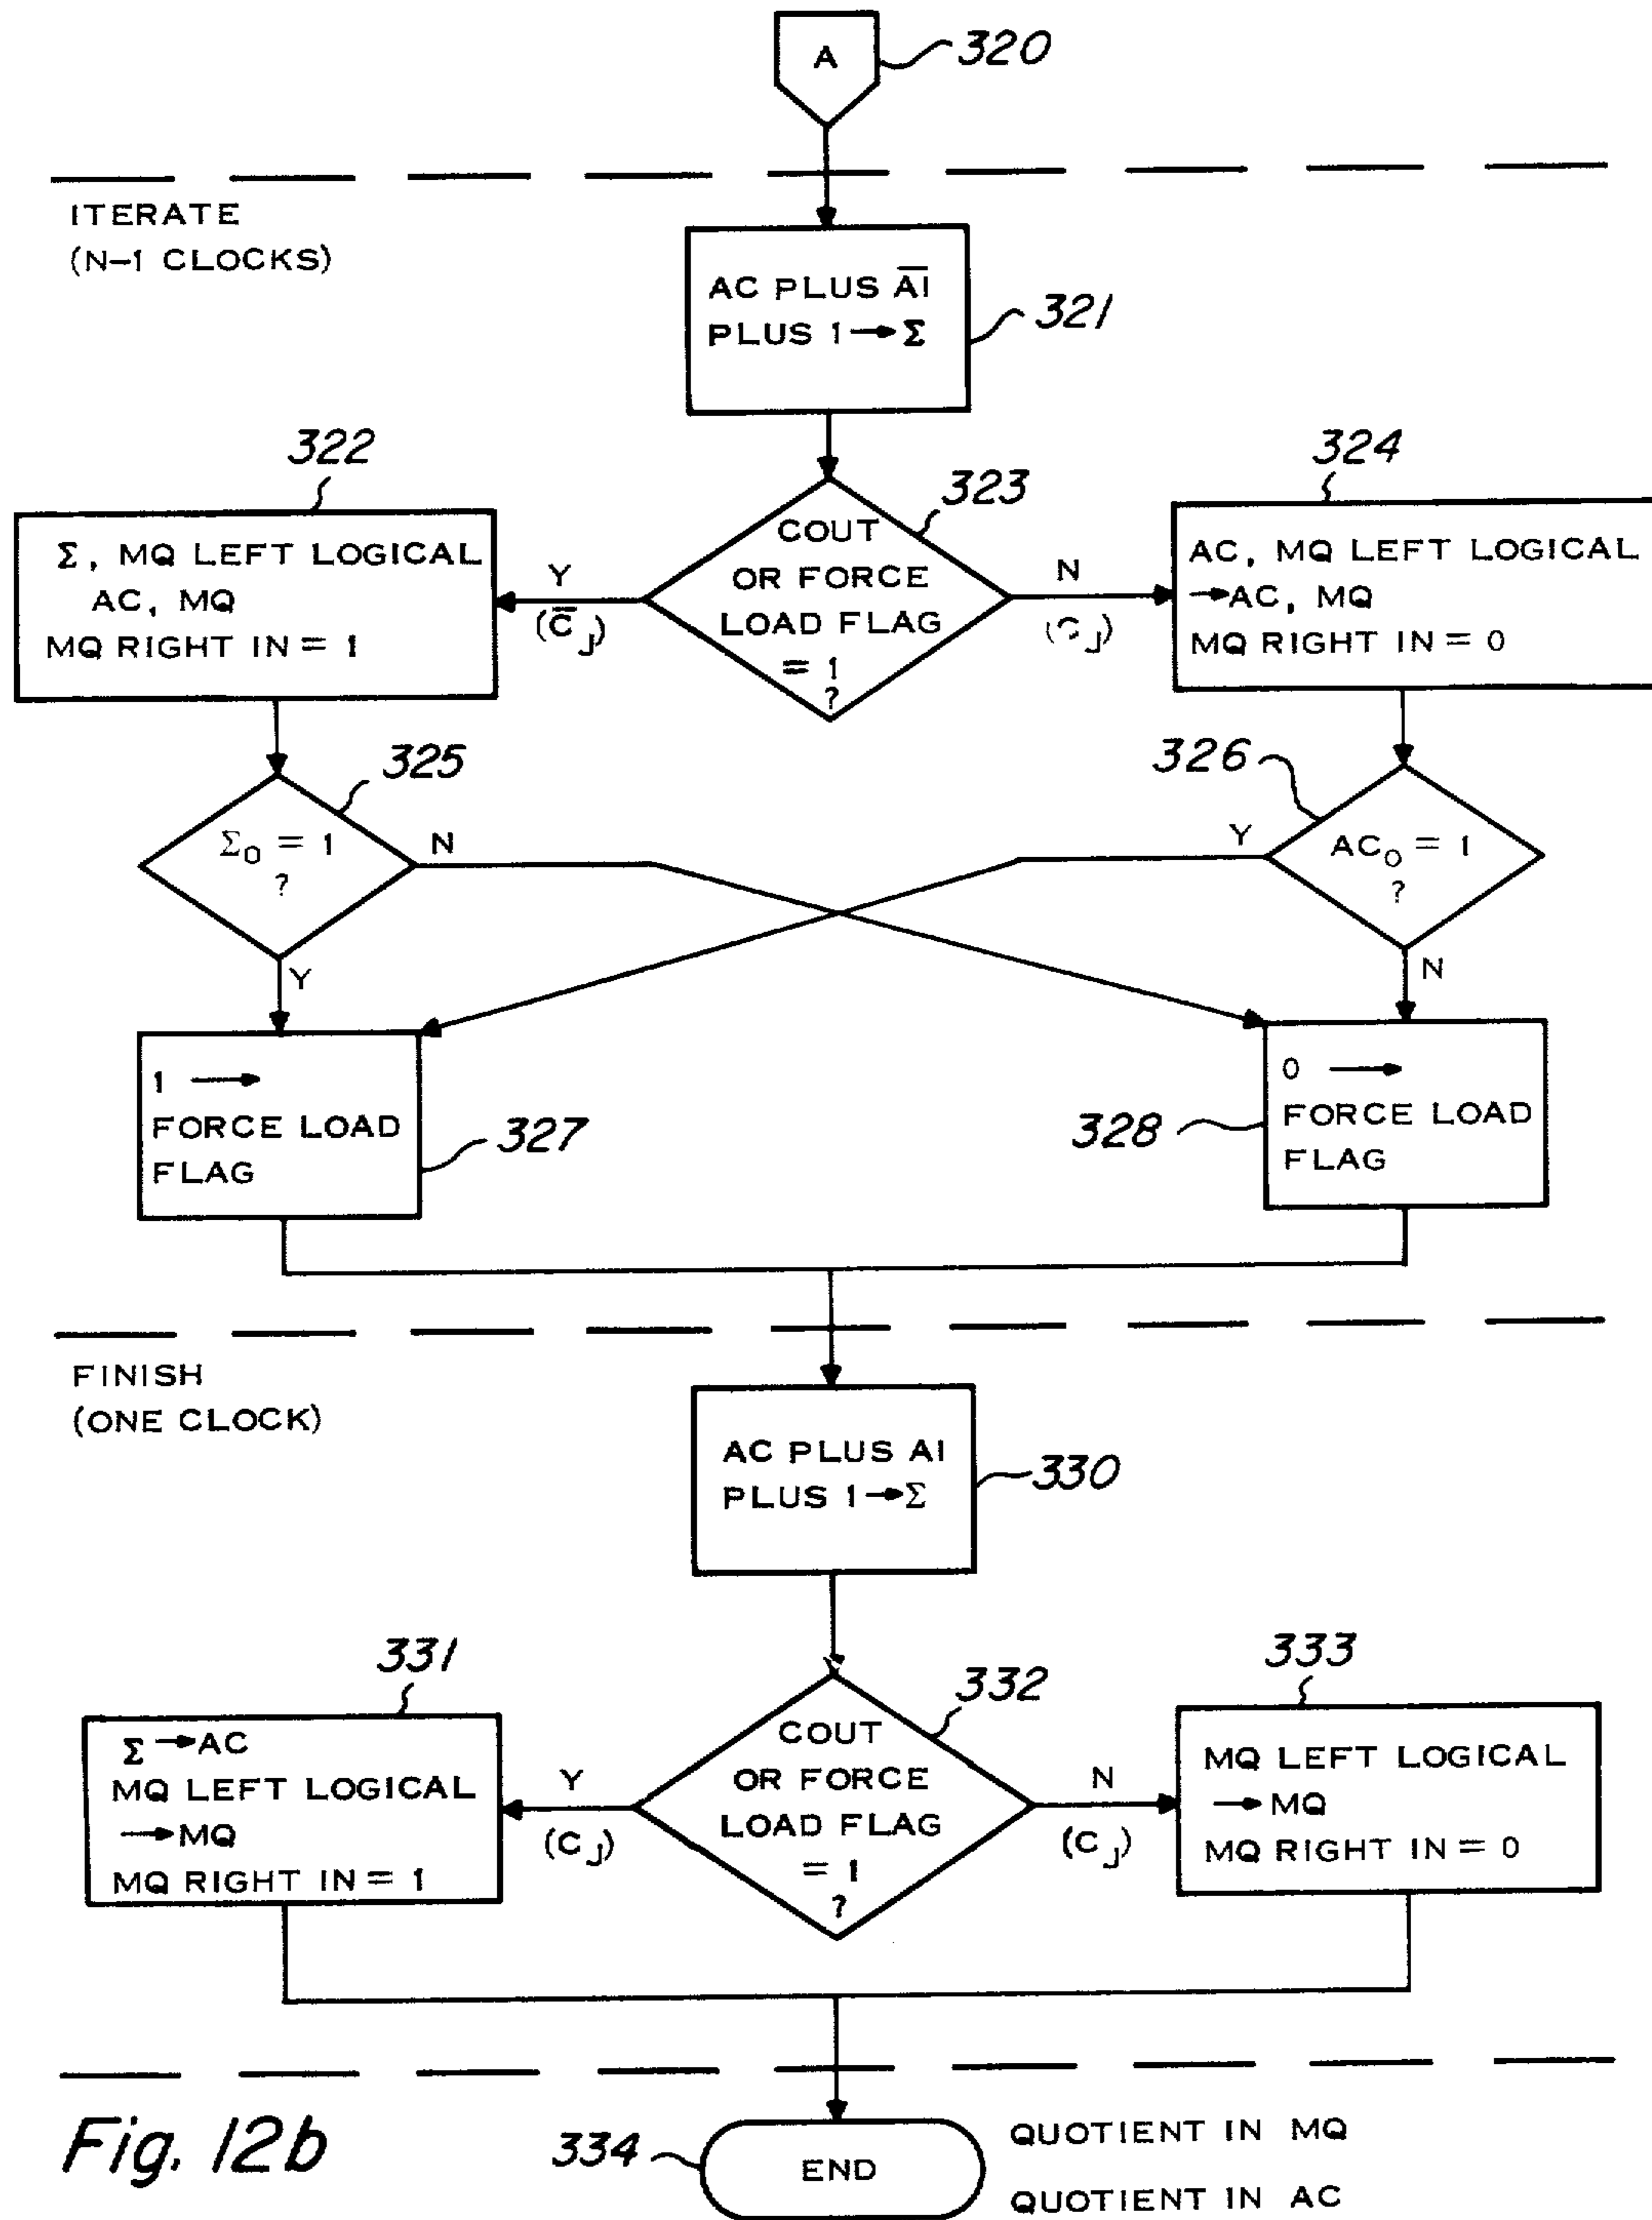 A
320
ITERATE
(N-1 CLOCKS)
AC PLUS A̅I̅
PLUS 1→Σ
321
322
Σ, MQ LEFT LOGICAL
AC, MQ
MQ RIGHT IN = 1
Y
(C̅J)
323
COUT
OR FORCE
LOAD FLAG
= 1
?
N
(CJ)
324
AC, MQ LEFT LOGICAL
→AC, MQ
MQ RIGHT IN = 0
325
Σ0 = 1
?
N
Y
326
AC0 = 1
?
Y
N
1 →
FORCE LOAD
FLAG
327
328
0 →
FORCE LOAD
FLAG
FINISH
(ONE CLOCK)
AC PLUS AI
PLUS 1→Σ
330
331
Σ→AC
MQ LEFT LOGICAL
→MQ
MQ RIGHT IN = 1
Y
(CJ)
332
COUT
OR FORCE
LOAD FLAG
= 1
?
N
(CJ)
333
MQ LEFT LOGICAL
→MQ
MQ RIGHT IN = 0
Fig. 12b
334
END
QUOTIENT IN MQ
QUOTIENT IN AC